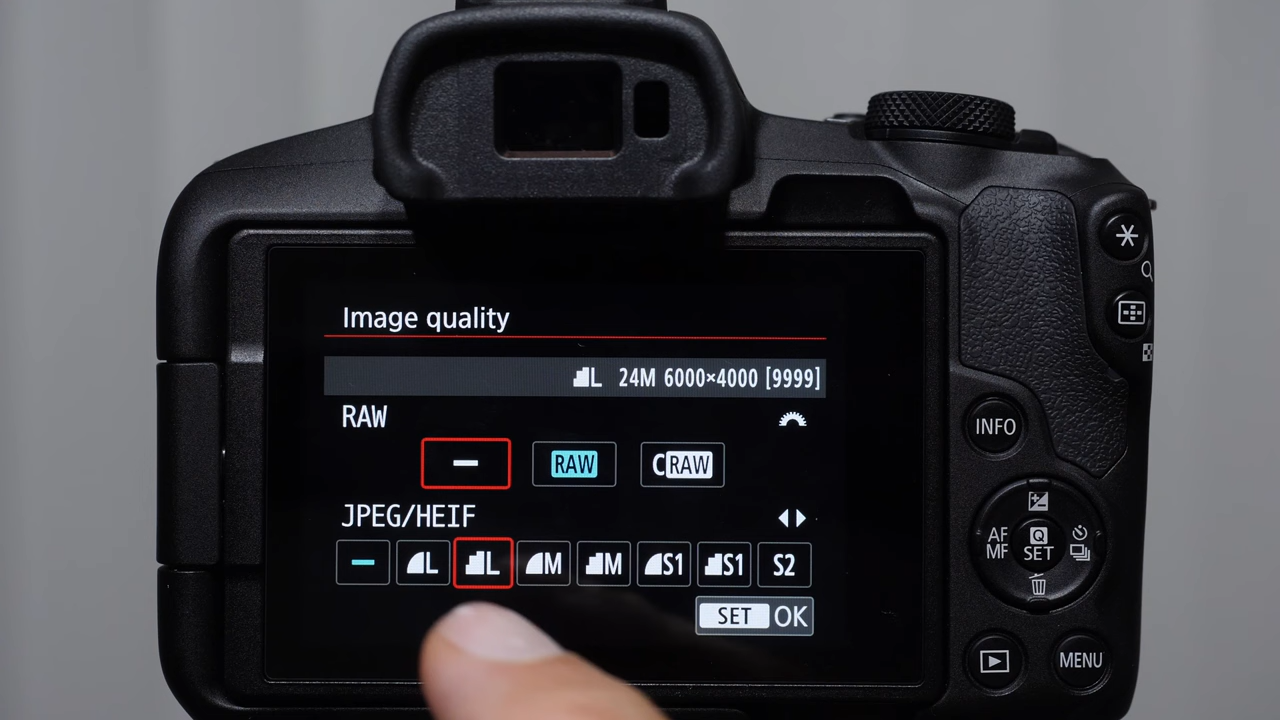 Image quality
L 24M 6000×4000 [9999]
RAW
— RAW CRAW
JPEG/HEIF
— L L M M S1 S1 S2
SET OK
INFO
AF
MF
Q
SET
MENU